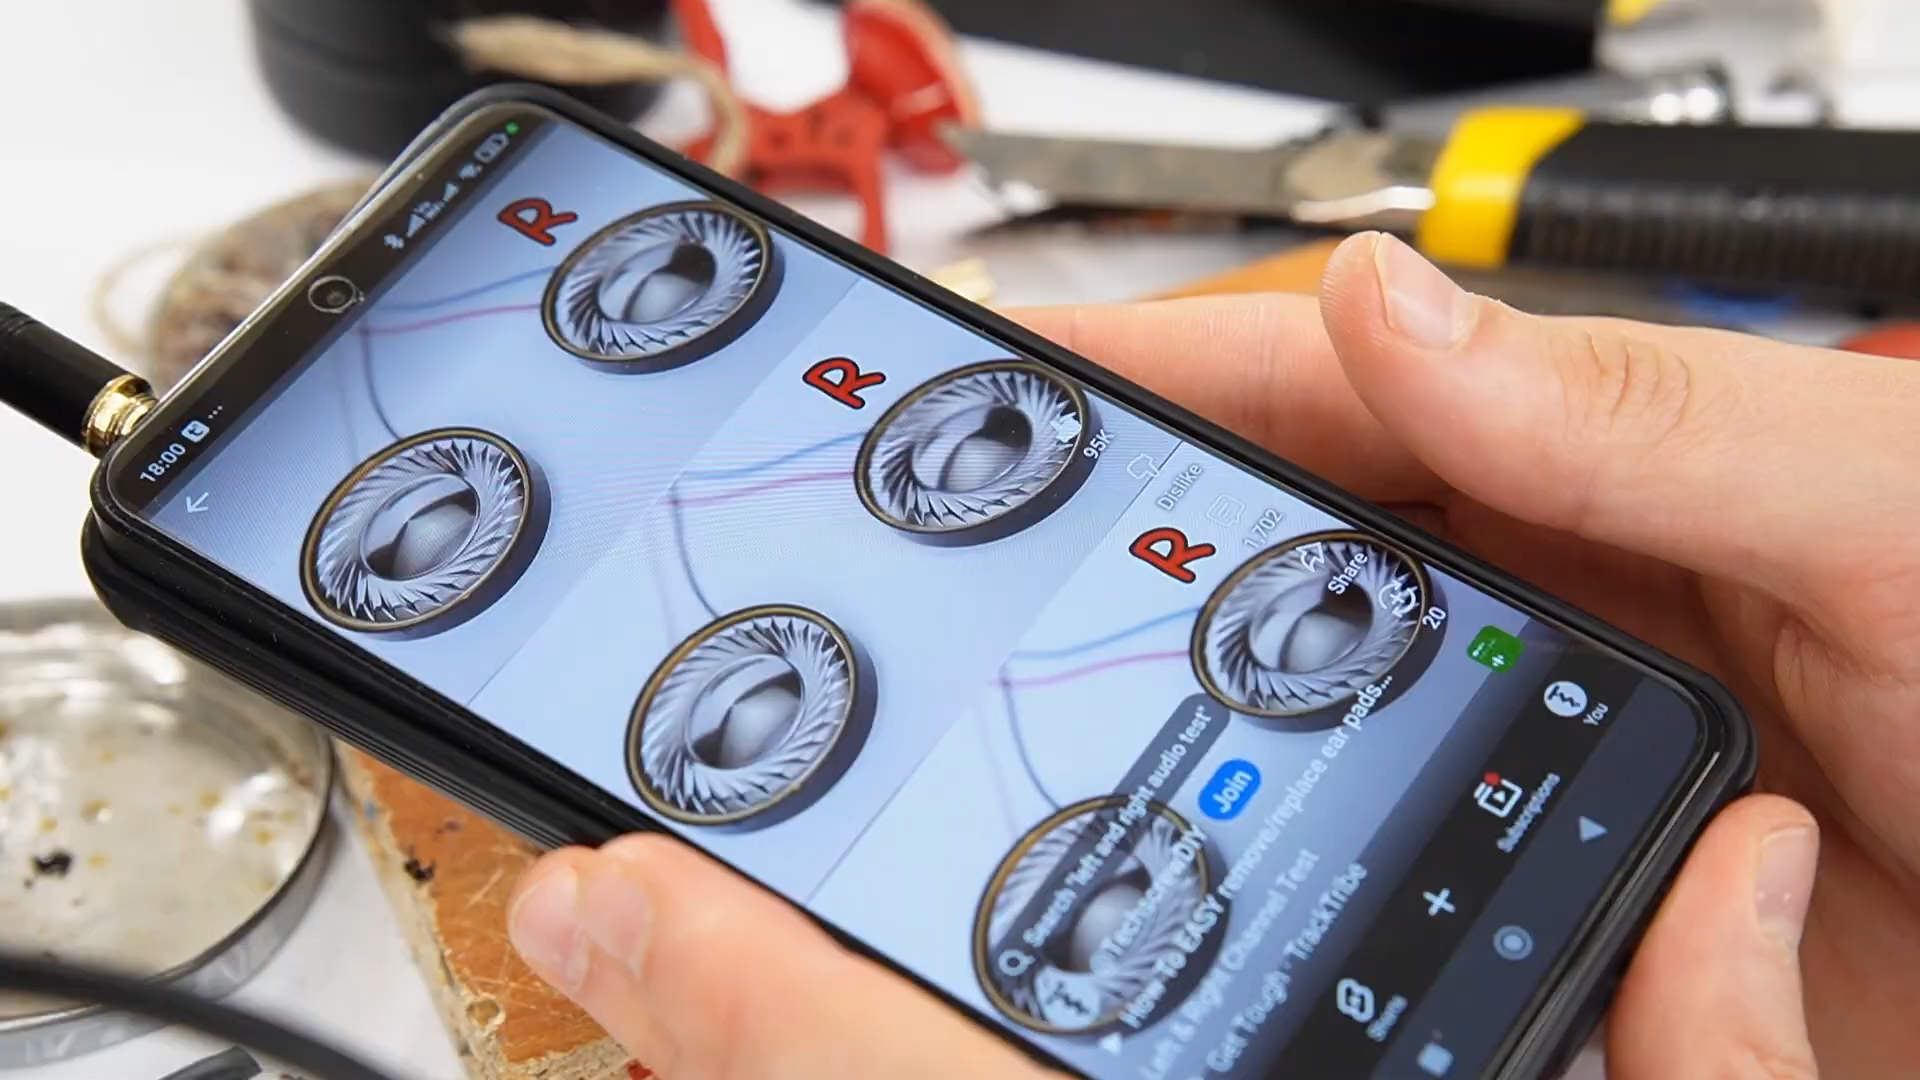 18:00
R
R
R
95K
Dislike
1,702
Share
20
Search "left and right audio test"
@TechscreeDIY
Join
How-To EASY remove/replace ear pads...
Left & Right Channel Test
Get Tough · TrackTribe
Shorts
Subscriptions
You